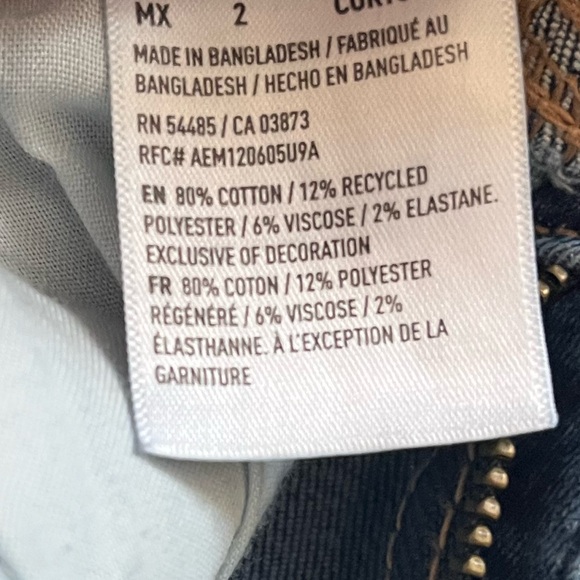 MX 2
MADE IN BANGLADESH / FABRIQUÉ AU
BANGLADESH / HECHO EN BANGLADESH
RN 54485 / CA 03873
RFC# AEM120605U9A
EN 80% COTTON / 12% RECYCLED
POLYESTER / 6% VISCOSE / 2% ELASTANE.
EXCLUSIVE OF DECORATION
FR 80% COTON / 12% POLYESTER
RÉGÉNÉRÉ / 6% VISCOSE / 2%
ÉLASTHANNE. À L'EXCEPTION DE LA
GARNITURE